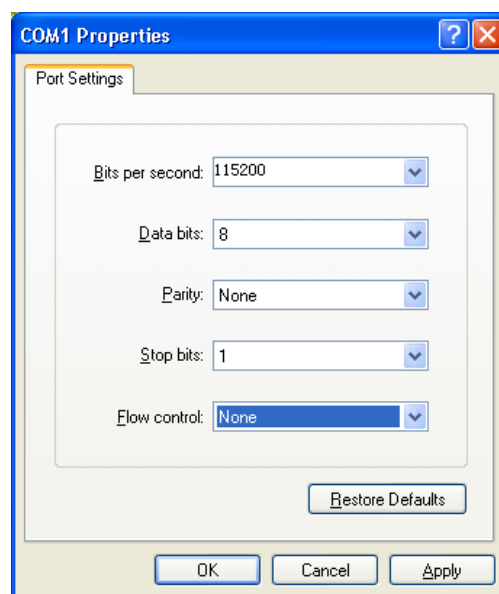 COM1 Properties
Port Settings
Bits per second: 115200
Data bits: 8
Parity: None
Stop bits: 1
Flow control: None
Restore Defaults
OK Cancel Apply